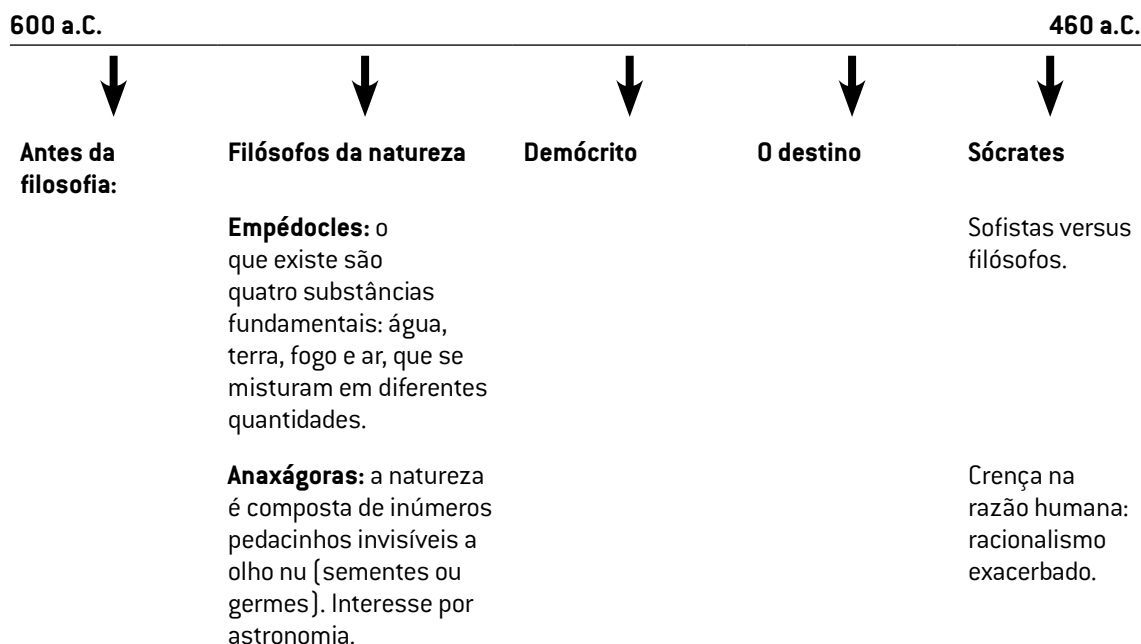 600 a.C. 460 a.C.
Antes da
filosofia:
Filósofos da natureza
Demócrito
O destino
Sócrates
Empédocles: o
que existe são
quatro substâncias
fundamentais: água,
terra, fogo e ar, que se
misturam em diferentes
quantidades.
Sofistas versus
filósofos.
Anaxágoras: a natureza
é composta de inúmeros
pedacinhos invisíveis a
olho nu (sementes ou
germes). Interesse por
astronomia.
Crença na
razão humana:
racionalismo
exacerbado.